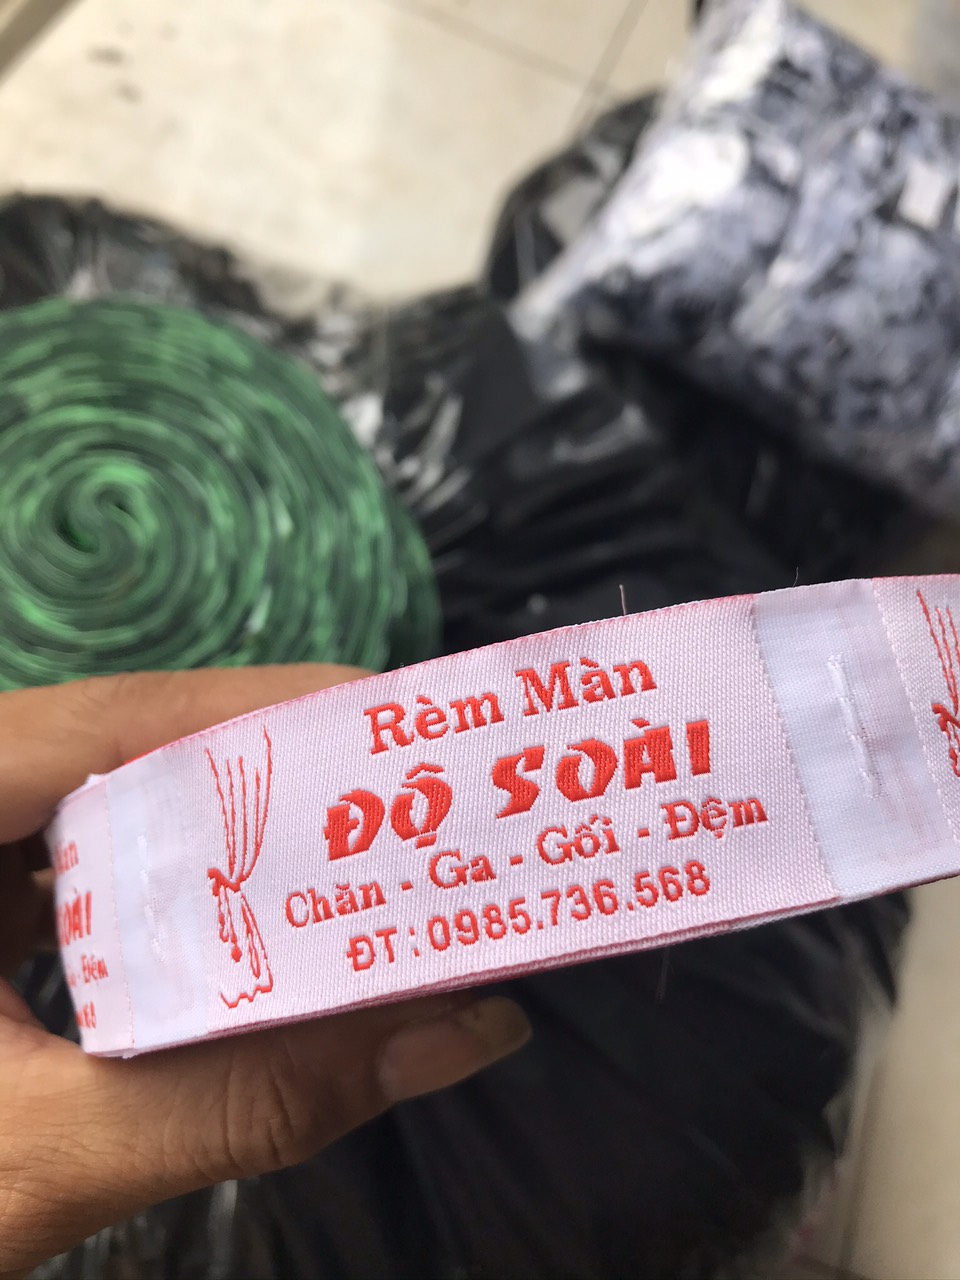 Rèm Màn
ĐỘ SOÀI
Chăn - Ga - Gối - Đệm
ĐT : 0985.736.568